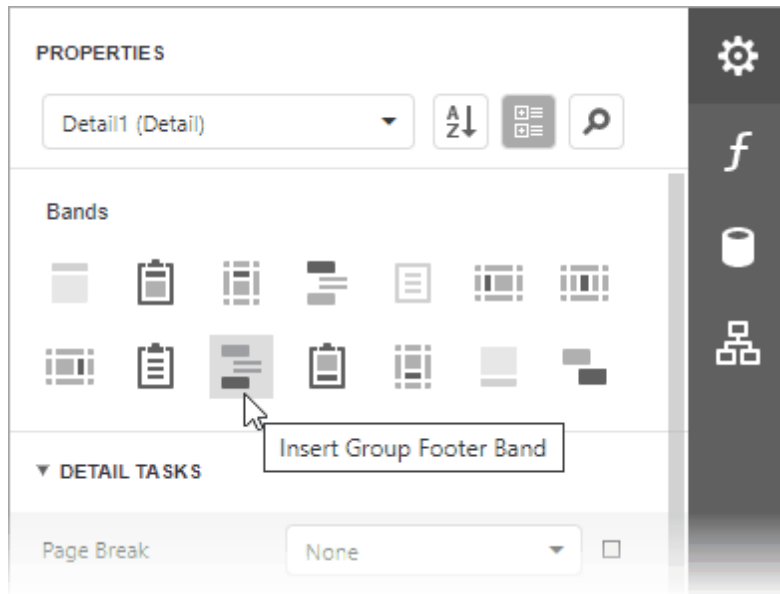 PROPERTIES
Detail1 (Detail)
A
Z
f
Bands
Insert Group Footer Band
DETAIL TASKS
Page Break
None